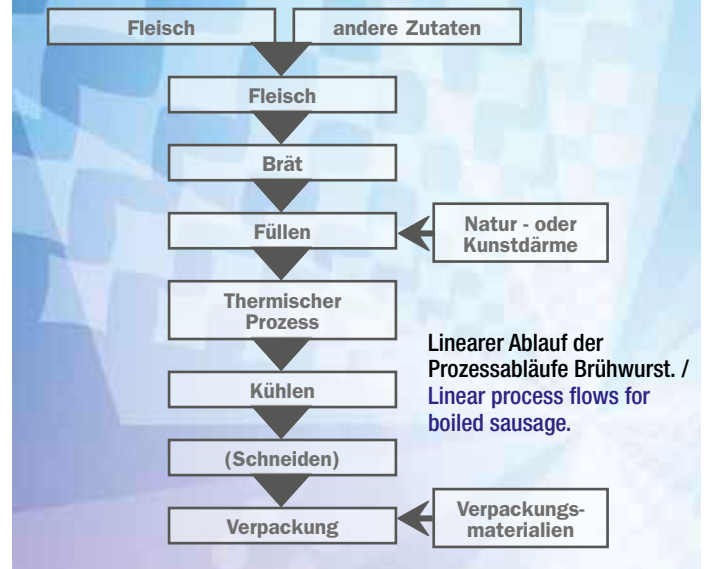 Fleisch
andere Zutaten
Fleisch
Brät
Füllen
Natur - oder
Kunstdärme
Thermischer
Prozess
Linearer Ablauf der
Prozessabläufe Brühwurst. /
Linear process flows for
boiled sausage.
Kühlen
(Schneiden)
Verpackung
Verpackungs-
materialien